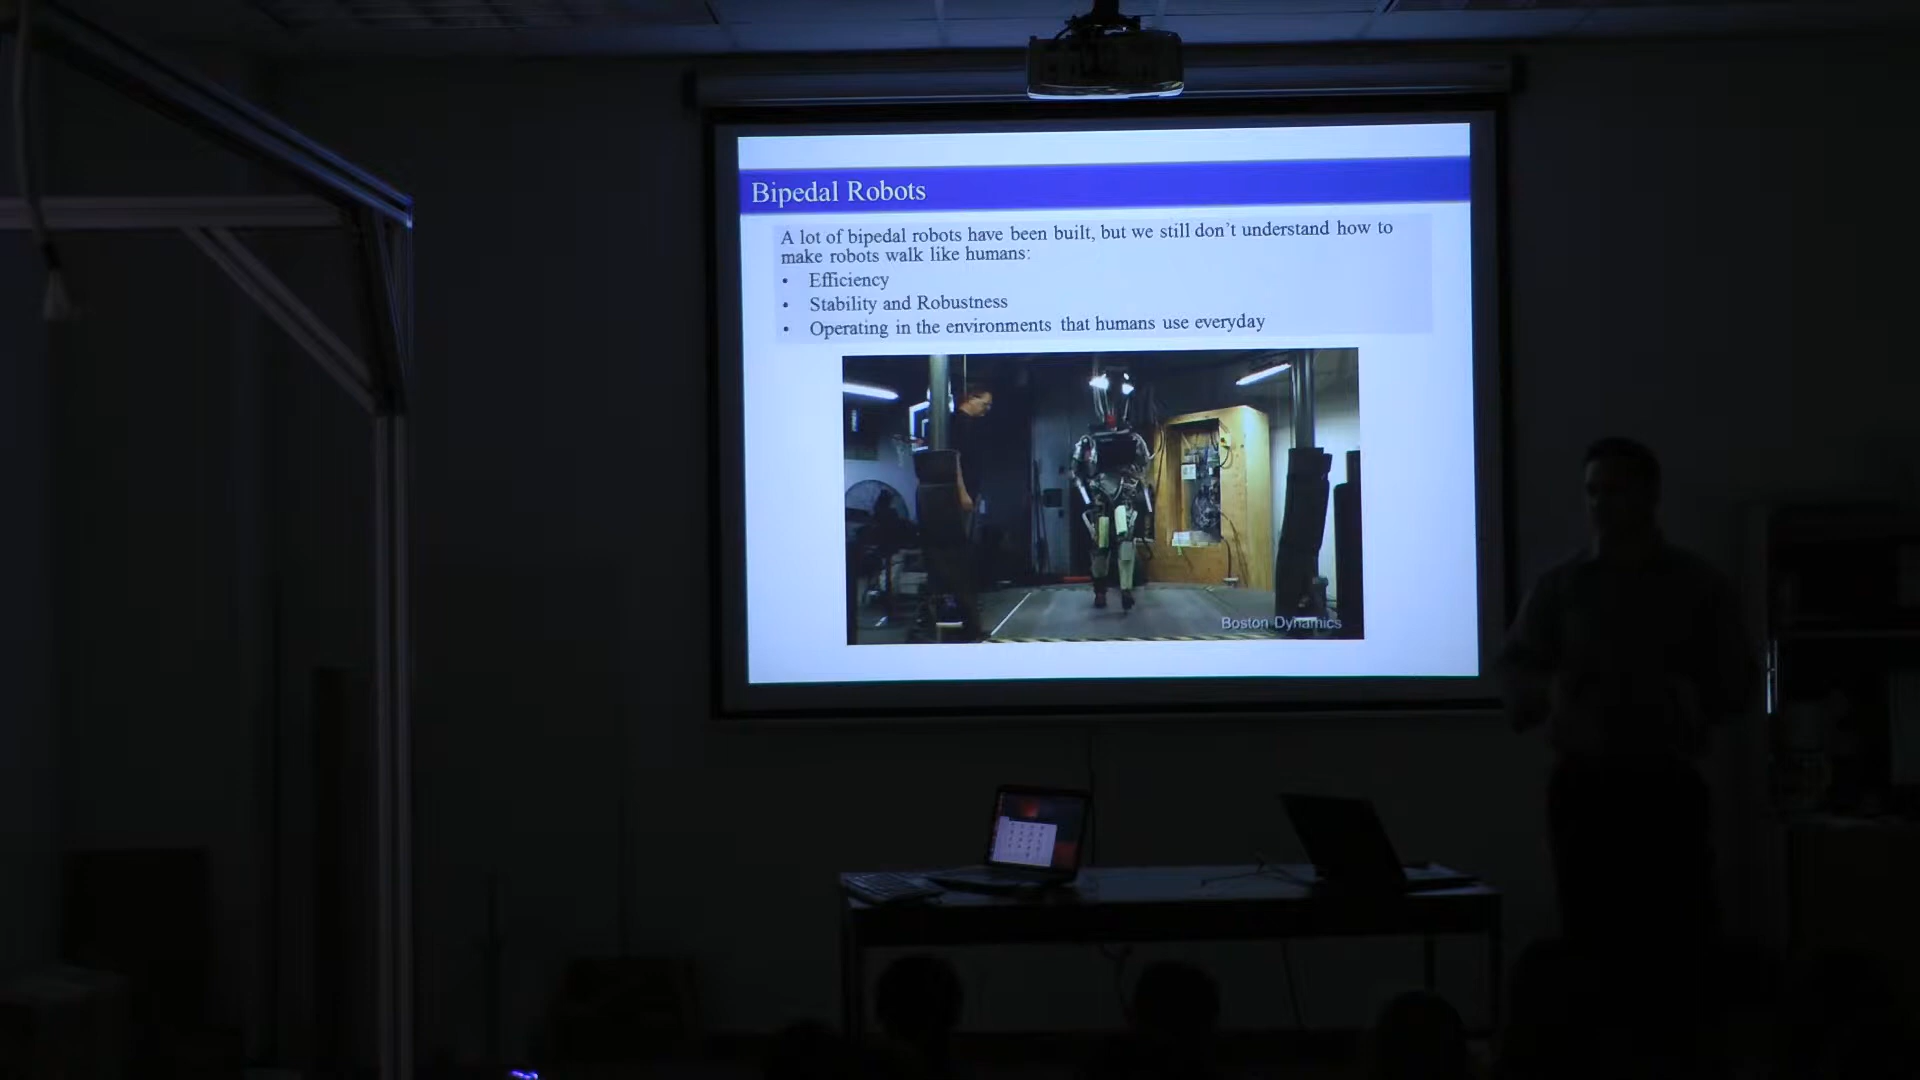 Bipedal Robots
A lot of bipedal robots have been built, but we still don't understand how to
make robots walk like humans:
• Efficiency
• Stability and Robustness
• Operating in the environments that humans use everyday
Boston Dynamics